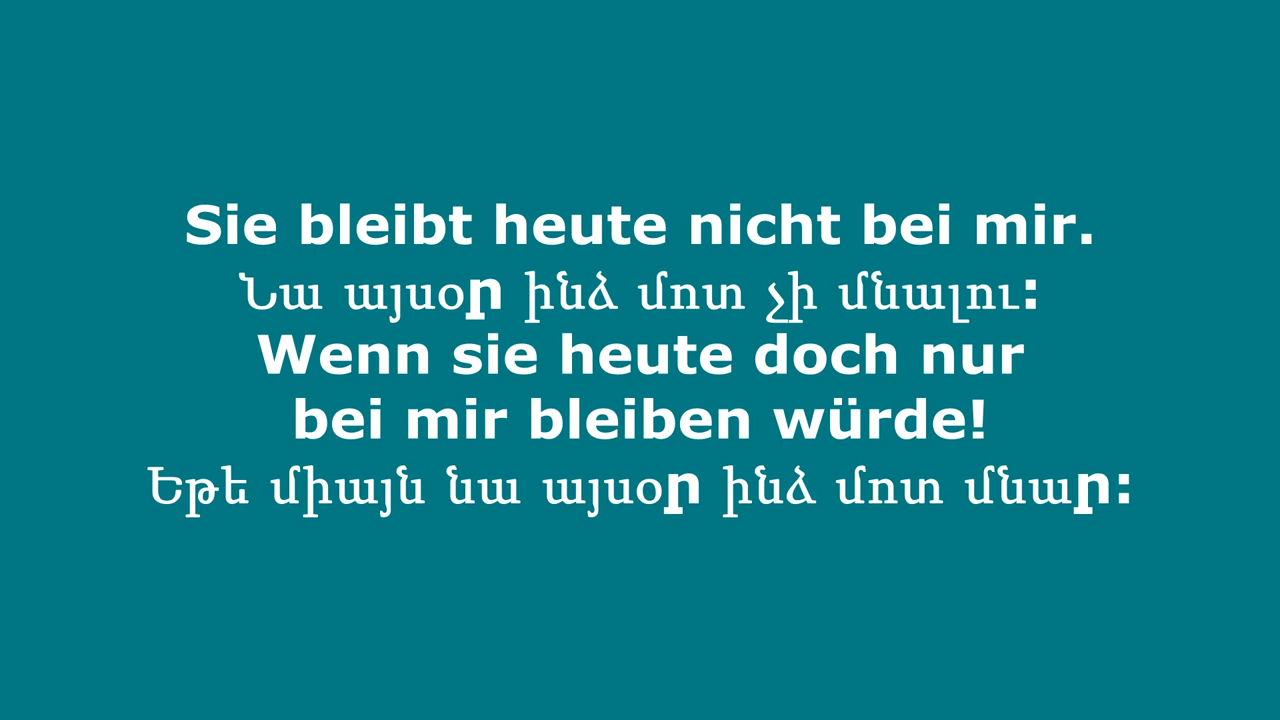 Sie bleibt heute nicht bei mir.
Նա այսօր ինձ մոտ չի մնալու:
Wenn sie heute doch nur
bei mir bleiben würde!
Եթե միայն նա այսօր ինձ մոտ մնար: